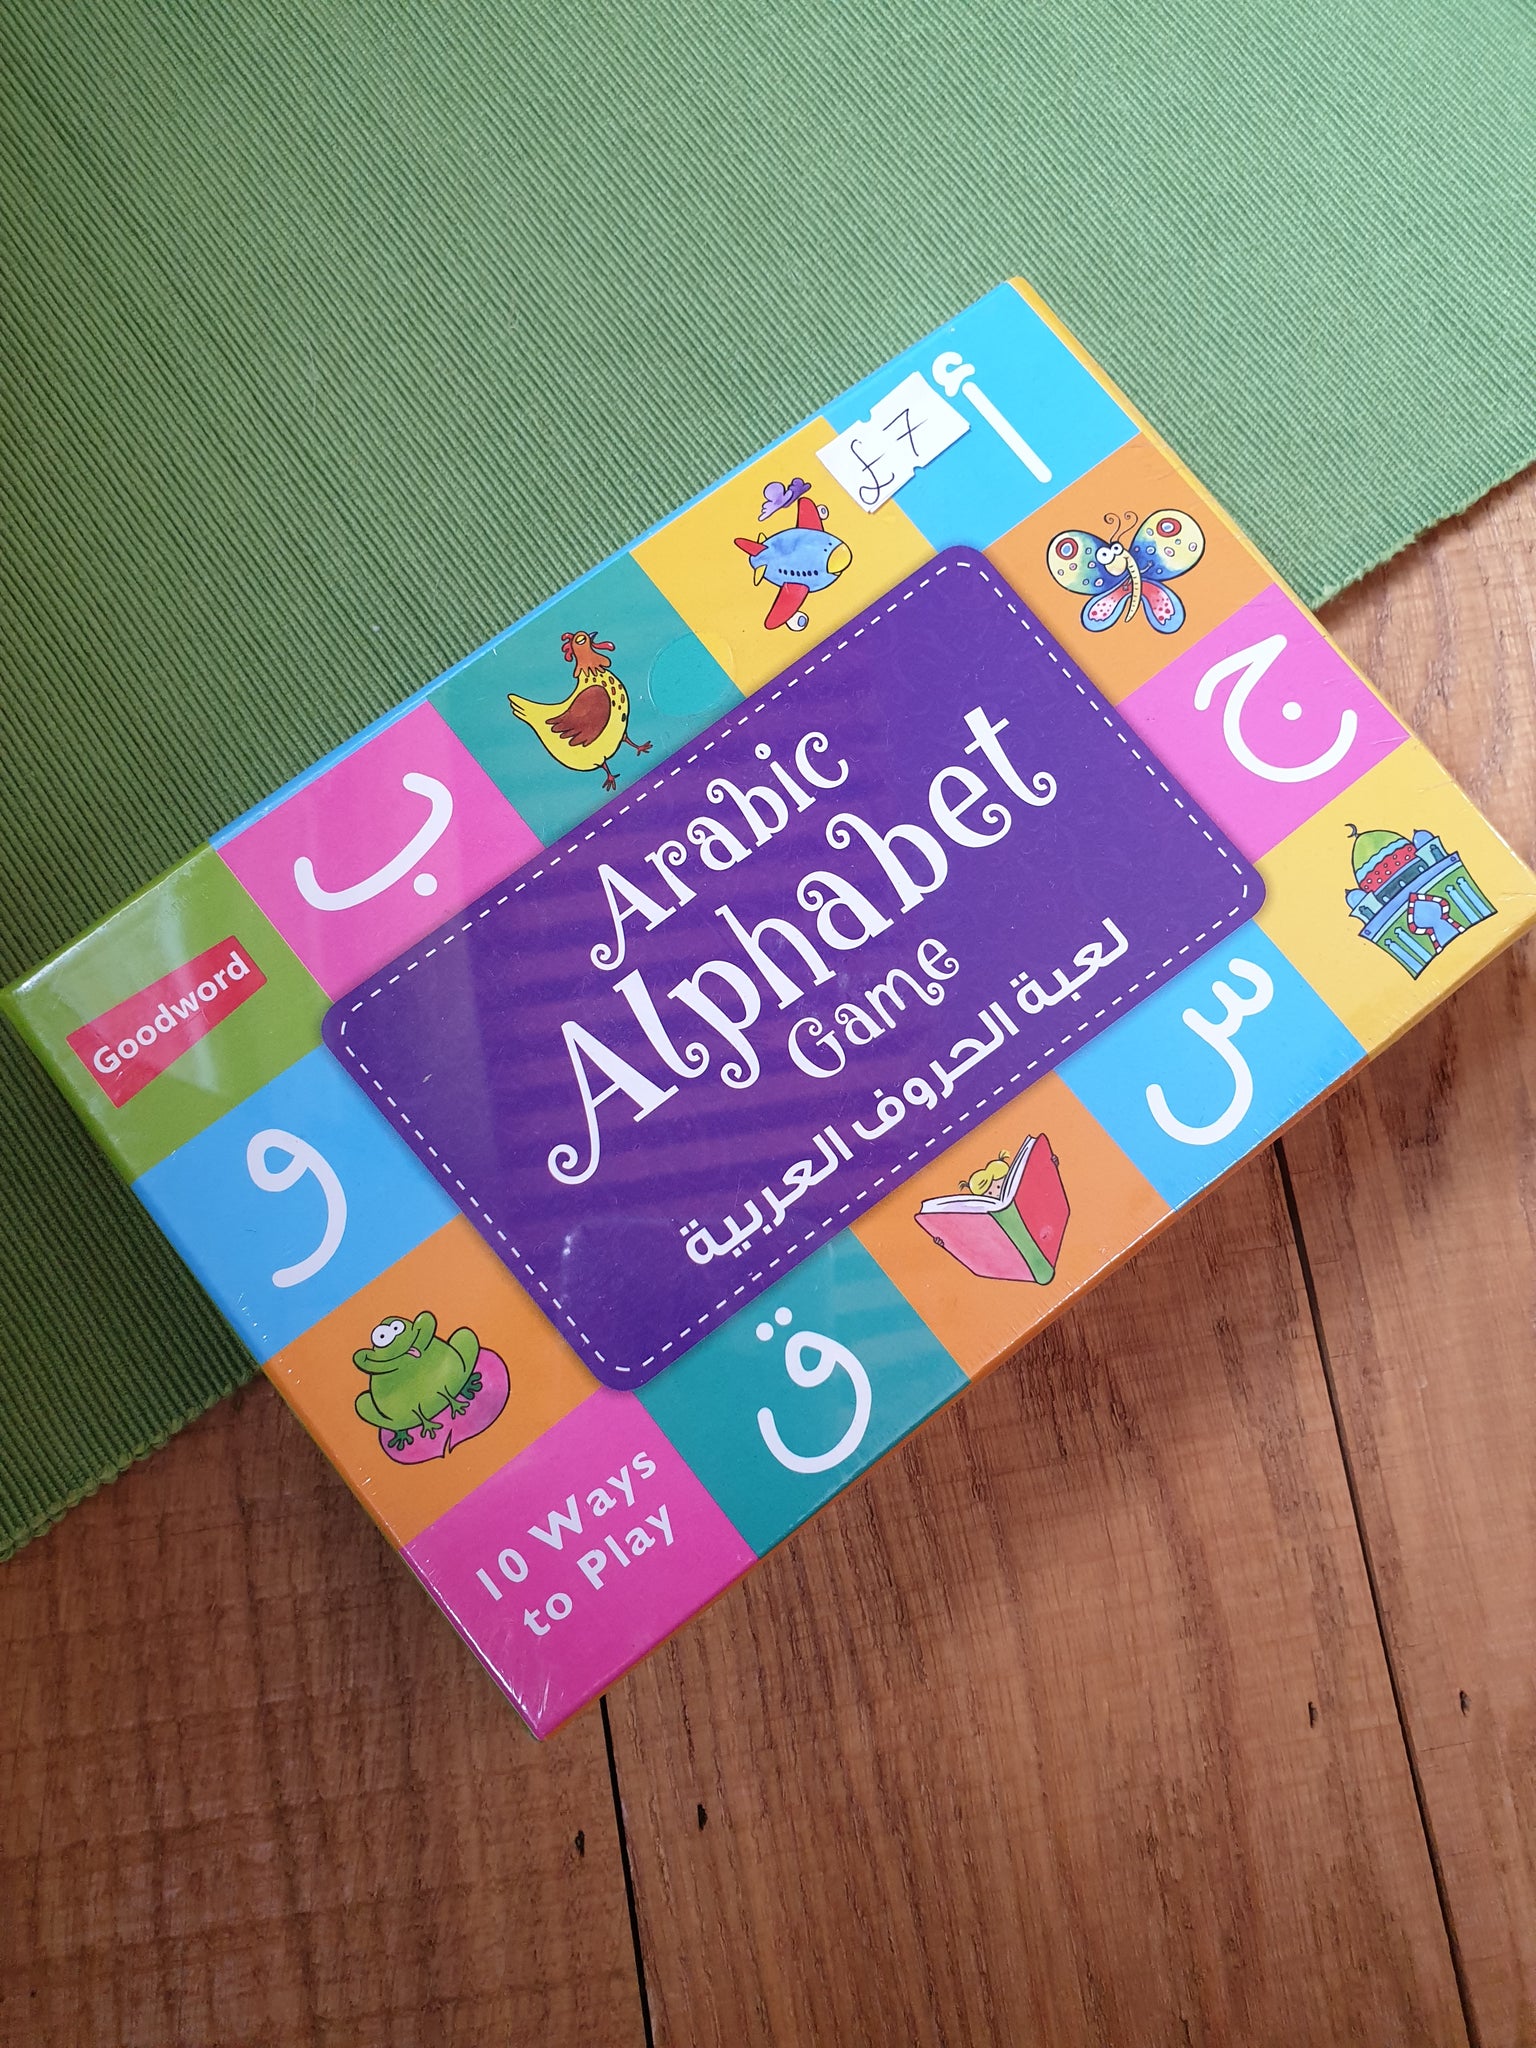 أ
£7
ب
Goodword
ج
Arabic
Alphabet
Game
لعبة الحروف العربية
و
س
ق
10 Ways
to Play